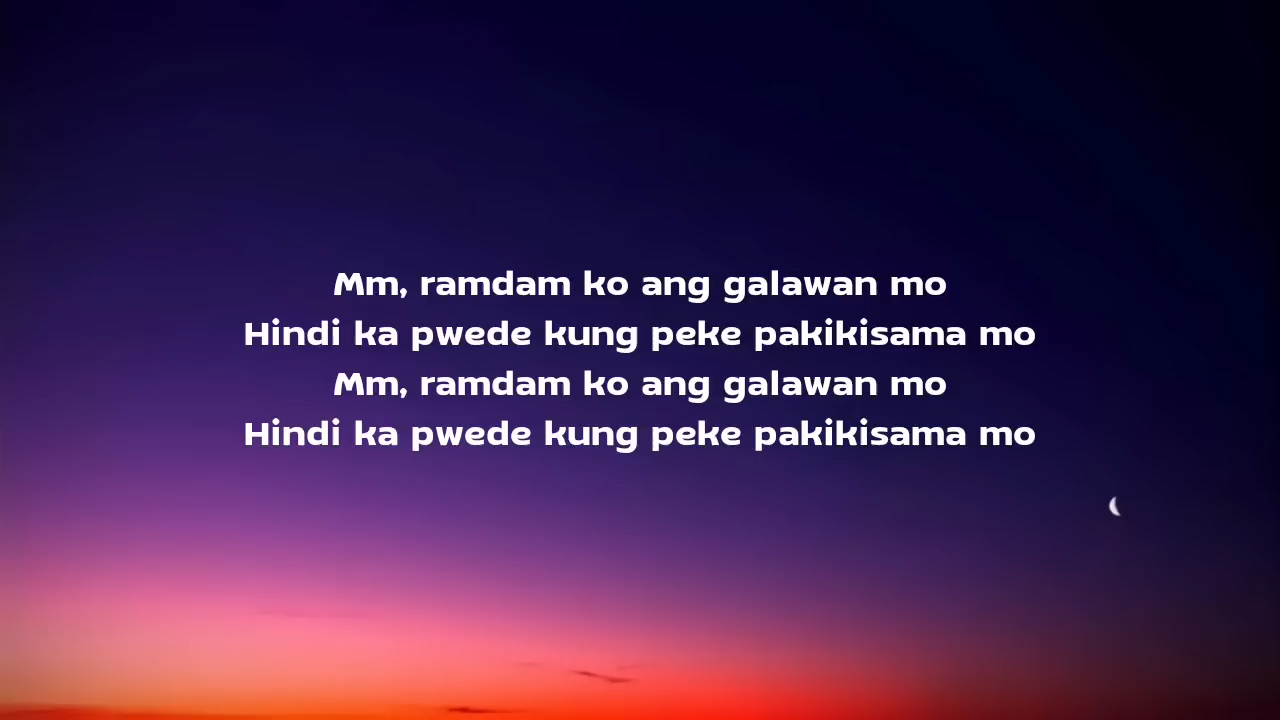 Mm, ramdam ko ang galawan mo
Hindi ka pwede kung peke pakikisama mo
Mm, ramdam ko ang galawan mo
Hindi ka pwede kung peke pakikisama mo